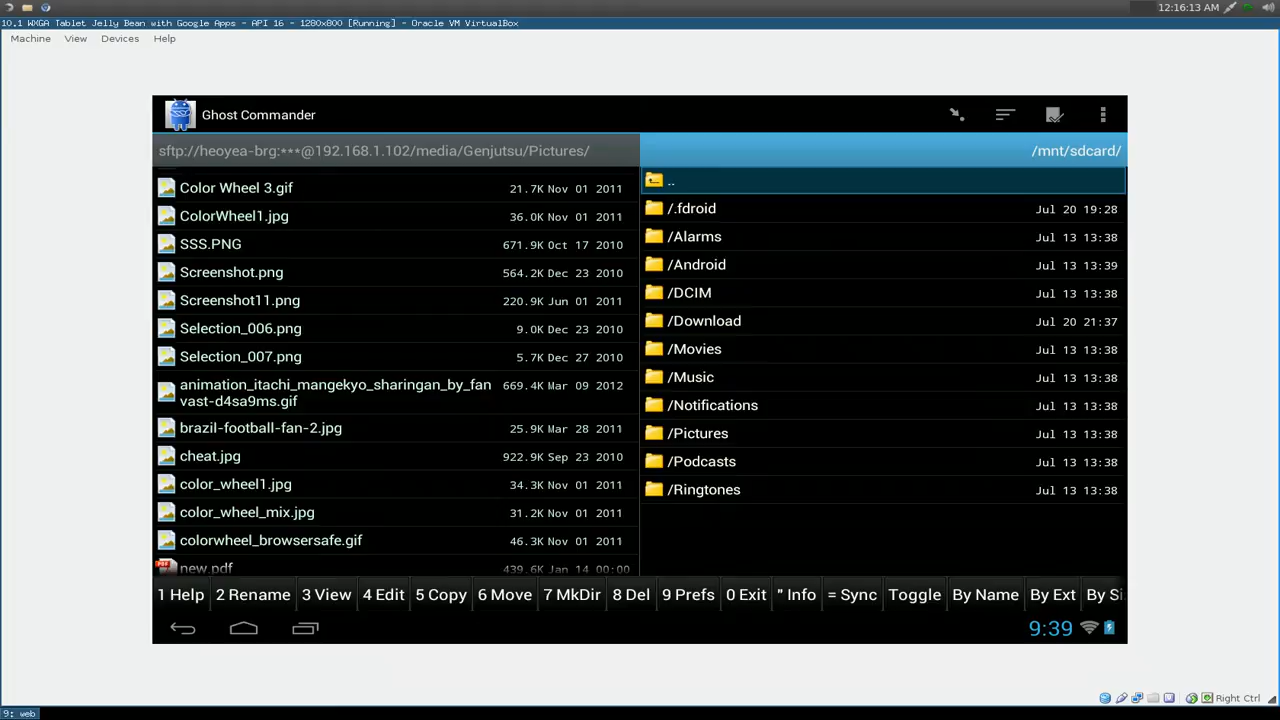 12:16:13 AM
10.1 WXGA Tablet Jelly Bean with Google Apps - API 16 - 1280x800 [Running] - Oracle VM VirtualBox
Machine View Devices Help
Ghost Commander
sftp://heoyea-brg:***@192.168.1.102/media/Genjutsu/Pictures/ /mnt/sdcard/
Color Wheel 3.gif 21.7K Nov 01 2011
ColorWheel1.jpg 36.0K Nov 01 2011
SSS.PNG 671.9K Oct 17 2010
Screenshot.png 564.2K Dec 23 2010
Screenshot11.png 220.9K Jun 01 2011
Selection_006.png 9.0K Dec 23 2010
Selection_007.png 5.7K Dec 27 2010
animation_itachi_mangekyo_sharingan_by_fan 669.4K Mar 09 2012
vast-d4sa9ms.gif
brazil-football-fan-2.jpg 25.9K Mar 28 2011
cheat.jpg 922.9K Sep 23 2010
color_wheel1.jpg 34.3K Nov 01 2011
color_wheel_mix.jpg 31.2K Nov 01 2011
colorwheel_browsersafe.gif 46.3K Nov 01 2011
new.pdf 439.6K Jan 14 00:00
..
/.fdroid Jul 20 19:28
/Alarms Jul 13 13:38
/Android Jul 13 13:39
/DCIM Jul 13 13:38
/Download Jul 20 21:37
/Movies Jul 13 13:38
/Music Jul 13 13:38
/Notifications Jul 13 13:38
/Pictures Jul 13 13:38
/Podcasts Jul 13 13:38
/Ringtones Jul 13 13:38
1 Help 2 Rename 3 View 4 Edit 5 Copy 6 Move 7 MkDir 8 Del 9 Prefs 0 Exit " Info = Sync Toggle By Name By Ext By Si
9:39
Right Ctrl
9: web